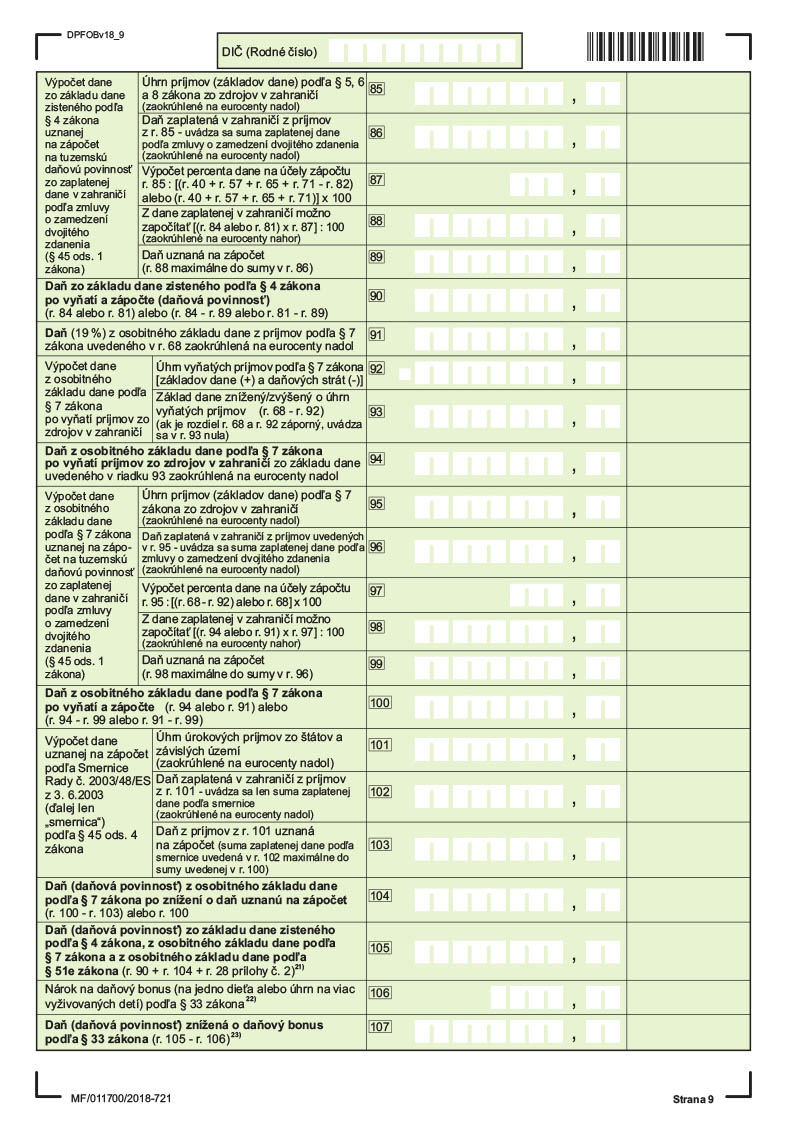 DPFOBv18_9
DIČ (Rodné číslo)
Výpočet dane
zo základu dane
zisteného podľa
§ 4 zákona
uznanej
na zápočet
na tuzemskú
daňovú povinnosť
zo zaplatenej
dane v zahraničí
podľa zmluvy
o zamedzení
dvojitého
zdanenia
(§ 45 ods. 1
zákona)
Úhrn príjmov (základov dane) podľa § 5, 6
a 8 zákona zo zdrojov v zahraničí
(zaokrúhlené na eurocenty nadol)
85
,
Daň zaplatená v zahraničí z príjmov
z r. 85 - uvádza sa suma zaplatenej dane
podľa zmluvy o zamedzení dvojitého zdanenia
(zaokrúhlené na eurocenty nadol)
86
,
Výpočet percenta dane na účely zápočtu
r. 85 : [(r. 40 + r. 57 + r. 65 + r. 71 - r. 82)
alebo (r. 40 + r. 57 + r. 65 + r. 71)] x 100
87
,
Z dane zaplatenej v zahraničí možno
započítať [(r. 84 alebo r. 81) x r. 87] : 100
(zaokrúhlené na eurocenty nahor)
88
,
Daň uznaná na zápočet
(r. 88 maximálne do sumy v r. 86)
89
,
Daň zo základu dane zisteného podľa § 4 zákona
po vyňatí a zápočte (daňová povinnosť)
(r. 84 alebo r. 81) alebo (r. 84 - r. 89 alebo r. 81 - r. 89)
90
,
Daň (19 %) z osobitného základu dane z príjmov podľa § 7
zákona uvedeného v r. 68 zaokrúhlená na eurocenty nadol
91
,
Výpočet dane
z osobitného
základu dane podľa
§ 7 zákona
po vyňatí príjmov zo
zdrojov v zahraničí
Úhrn vyňatých príjmov podľa § 7 zákona
[základov dane (+) a daňových strát (-)]
92
,
Základ dane znížený/zvýšený o úhrn
vyňatých príjmov (r. 68 - r. 92)
(ak je rozdiel r. 68 a r. 92 záporný, uvádza
sa v r. 93 nula)
93
,
Daň z osobitného základu dane podľa § 7 zákona
po vyňatí príjmov zo zdrojov v zahraničí zo základu dane
uvedeného v riadku 93 zaokrúhlená na eurocenty nadol
94
,
Výpočet dane
z osobitného
základu dane
podľa § 7 zákona
uznanej na zápo-
čet na tuzemskú
daňovú povinnosť
zo zaplatenej
dane v zahraničí
podľa zmluvy
o zamedzení
dvojitého
zdanenia
(§ 45 ods. 1
zákona)
Úhrn príjmov (základov dane) podľa § 7
zákona zo zdrojov v zahraničí
(zaokrúhlené na eurocenty nadol)
95
,
Daň zaplatená v zahraničí z príjmov uvedených
v r. 95 - uvádza sa suma zaplatenej dane podľa
zmluvy o zamedzení dvojitého zdanenia
(zaokrúhlené na eurocenty nadol)
96
,
Výpočet percenta dane na účely zápočtu
r. 95 : [(r. 68 - r. 92) alebo r. 68] x 100
97
,
Z dane zaplatenej v zahraničí možno
započítať [(r. 94 alebo r. 91) x r. 97] : 100
(zaokrúhlené na eurocenty nahor)
98
,
Daň uznaná na zápočet
(r. 98 maximálne do sumy v r. 96)
99
,
Daň z osobitného základu dane podľa § 7 zákona
po vyňatí a zápočte (r. 94 alebo r. 91) alebo
(r. 94 - r. 99 alebo r. 91 - r. 99)
100
,
Výpočet dane
uznanej na zápočet
podľa Smernice
Rady č. 2003/48/ES
z 3. 6.2003
(ďalej len
„smernica“)
podľa § 45 ods. 4
zákona
Úhrn úrokových príjmov zo štátov a
závislých území
(zaokrúhlené na eurocenty nadol)
101
,
Daň zaplatená v zahraničí z príjmov
z r. 101 - uvádza sa len suma zaplatenej
dane podľa smernice
(zaokrúhlené na eurocenty nadol)
102
,
Daň z príjmov z r. 101 uznaná
na zápočet (suma zaplatenej dane podľa
smernice uvedená v r. 102 maximálne do
sumy uvedenej v r. 100)
103
,
Daň (daňová povinnosť) z osobitného základu dane
podľa § 7 zákona po znížení o daň uznanú na zápočet
(r. 100 - r. 103) alebo r. 100
104
,
Daň (daňová povinnosť) zo základu dane zisteného
podľa § 4 zákona, z osobitného základu dane podľa
§ 7 zákona a z osobitného základu dane podľa
§ 51e zákona (r. 90 + r. 104 + r. 28 prílohy č. 2)21)
105
,
Nárok na daňový bonus (na jedno dieťa alebo úhrn na viac
vyživovaných detí) podľa § 33 zákona22)
106
,
Daň (daňová povinnosť) znížená o daňový bonus
podľa § 33 zákona (r. 105 - r. 106)23)
107
,
MF/011700/2018-721
Strana 9